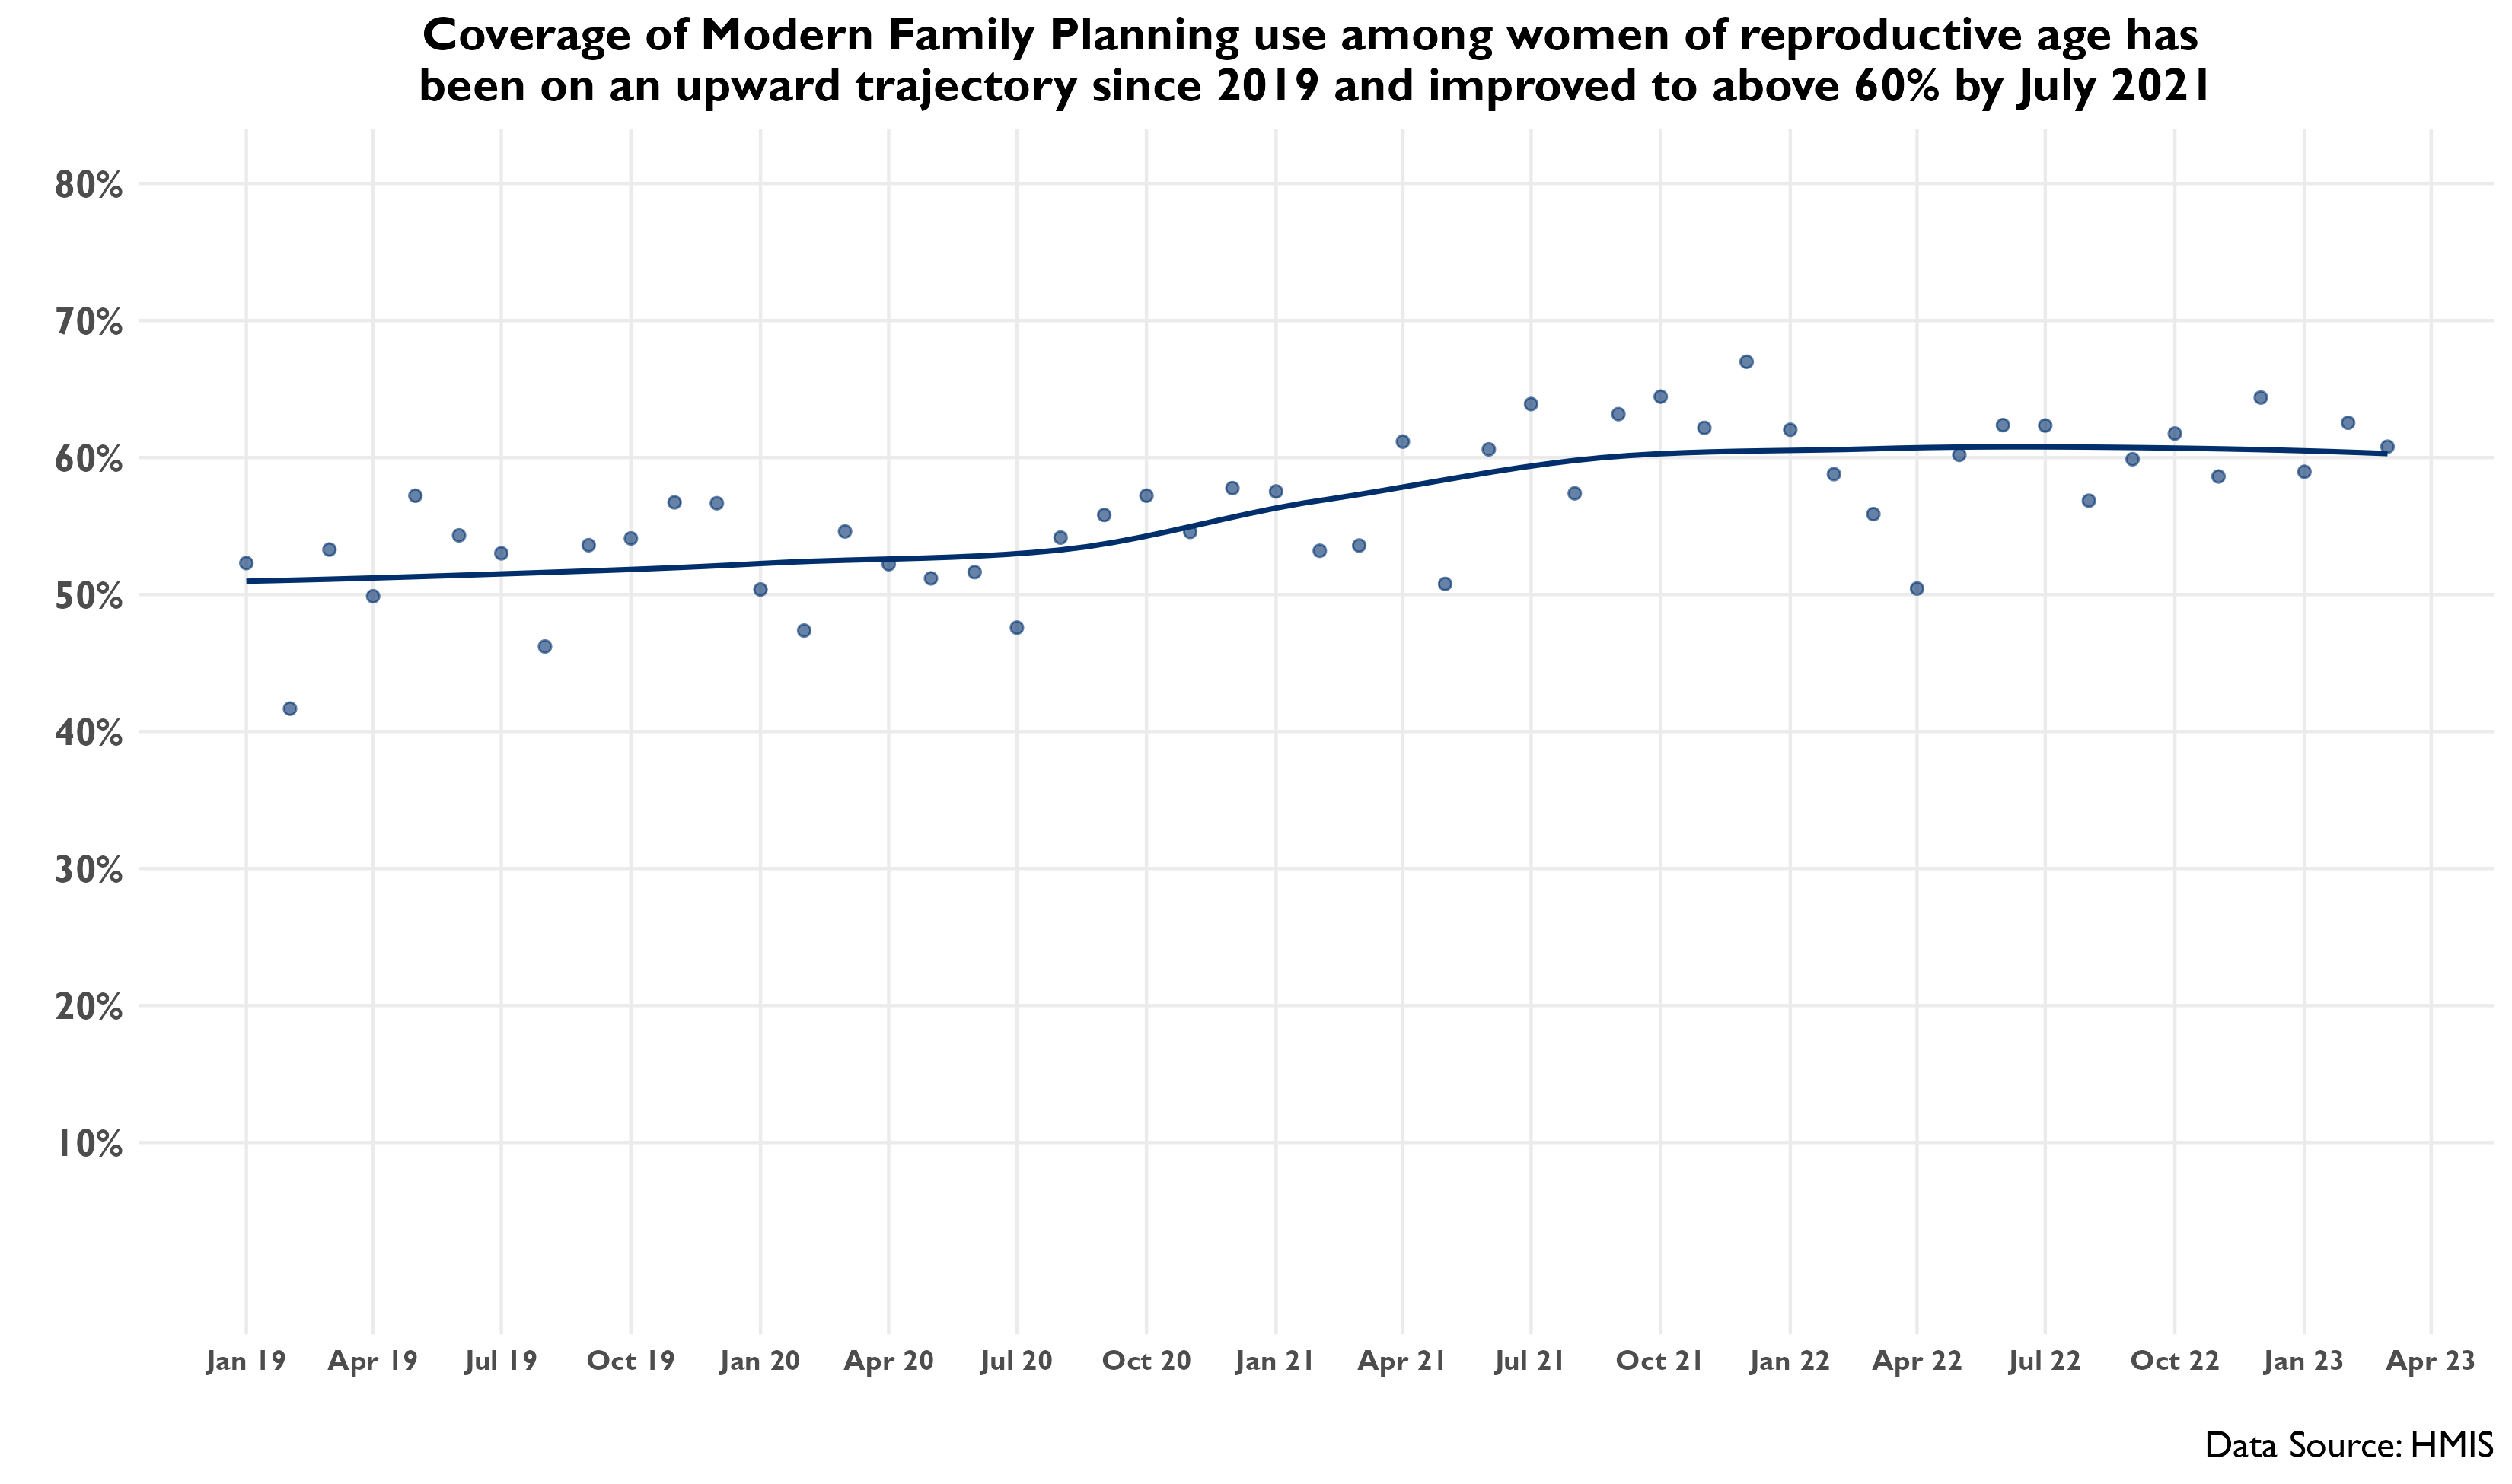 Coverage of Modern Family Planning use among women of reproductive age has
been on an upward trajectory since 2019 and improved to above 60% by July 2021
80%
70%
60%
50%
40%
30%
20%
10%
Jan 19 Apr 19 Jul 19 Oct 19 Jan 20 Apr 20 Jul 20 Oct 20 Jan 21 Apr 21 Jul 21 Oct 21 Jan 22 Apr 22 Jul 22 Oct 22 Jan 23 Apr 23
Data Source: HMIS